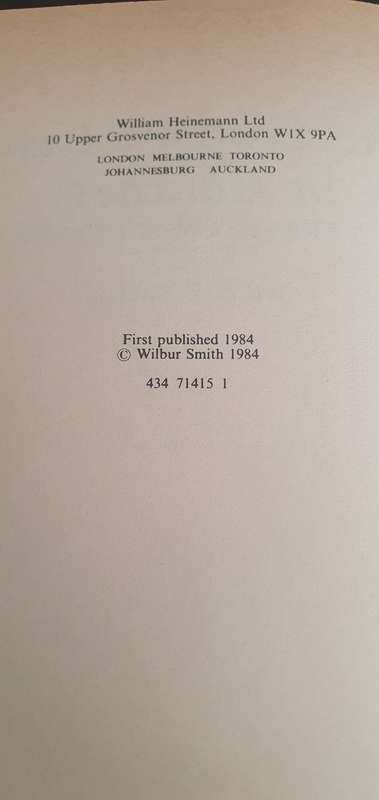 William Heinemann Ltd
10 Upper Grosvenor Street, London W1X 9PA
LONDON MELBOURNE TORONTO
JOHANNESBURG AUCKLAND
First published 1984
© Wilbur Smith 1984
434 71415 1